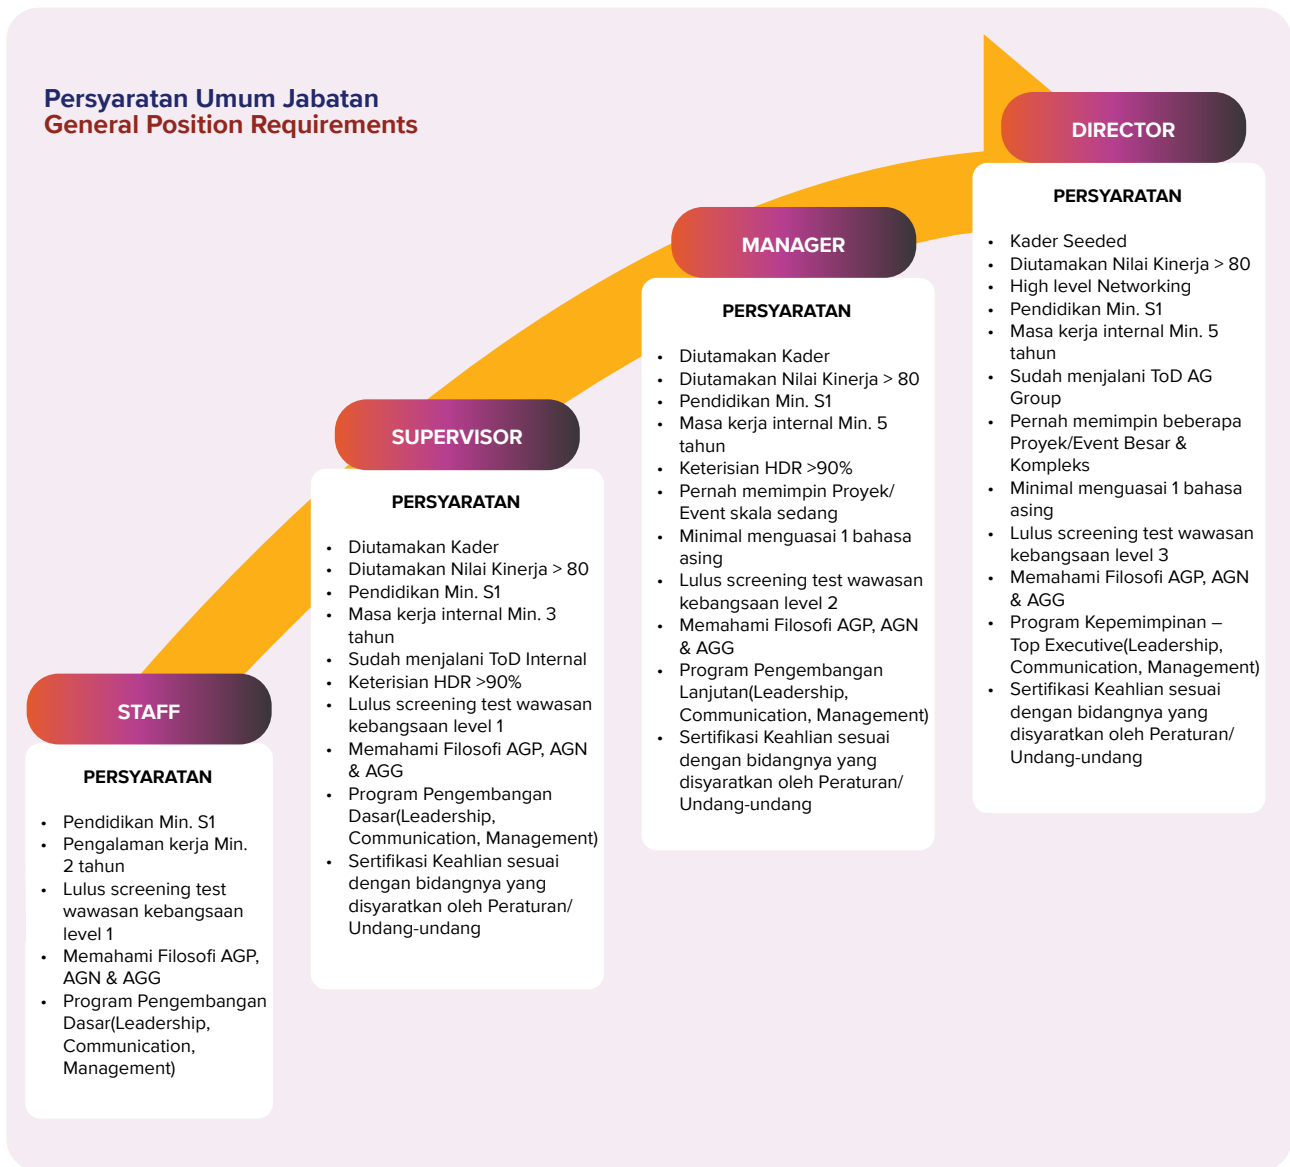 Persyaratan Umum Jabatan
General Position Requirements
STAFF
PERSYARATAN
• Pendidikan Min. S1
• Pengalaman kerja Min.
2 tahun
• Lulus screening test
wawasan kebangsaan
level 1
• Memahami Filosofi AGP,
AGN & AGG
• Program Pengembangan
Dasar(Leadership,
Communication,
Management)
SUPERVISOR
PERSYARATAN
• Diutamakan Kader
• Diutamakan Nilai Kinerja > 80
• Pendidikan Min. S1
• Masa kerja internal Min. 3
tahun
• Sudah menjalani ToD Internal
• Keterisian HDR >90%
• Lulus screening test wawasan
kebangsaan level 1
• Memahami Filosofi AGP, AGN
& AGG
• Program Pengembangan
Dasar(Leadership,
Communication, Management)
• Sertifikasi Keahlian sesuai
dengan bidangnya yang
disyaratkan oleh Peraturan/
Undang-undang
MANAGER
PERSYARATAN
• Diutamakan Kader
• Diutamakan Nilai Kinerja > 80
• Pendidikan Min. S1
• Masa kerja internal Min. 5
tahun
• Keterisian HDR >90%
• Pernah memimpin Proyek/
Event skala sedang
• Minimal menguasai 1 bahasa
asing
• Lulus screening test wawasan
kebangsaan level 2
• Memahami Filosofi AGP, AGN
& AGG
• Program Pengembangan
Lanjutan(Leadership,
Communication, Management)
• Sertifikasi Keahlian sesuai
dengan bidangnya yang
disyaratkan oleh Peraturan/
Undang-undang
DIRECTOR
PERSYARATAN
• Kader Seeded
• Diutamakan Nilai Kinerja > 80
• High level Networking
• Pendidikan Min. S1
• Masa kerja internal Min. 5
tahun
• Sudah menjalani ToD AG
Group
• Pernah memimpin beberapa
Proyek/Event Besar &
Kompleks
• Minimal menguasai 1 bahasa
asing
• Lulus screening test wawasan
kebangsaan level 3
• Memahami Filosofi AGP, AGN
& AGG
• Program Kepemimpinan –
Top Executive(Leadership,
Communication, Management)
• Sertifikasi Keahlian sesuai
dengan bidangnya yang
disyaratkan oleh Peraturan/
Undang-undang